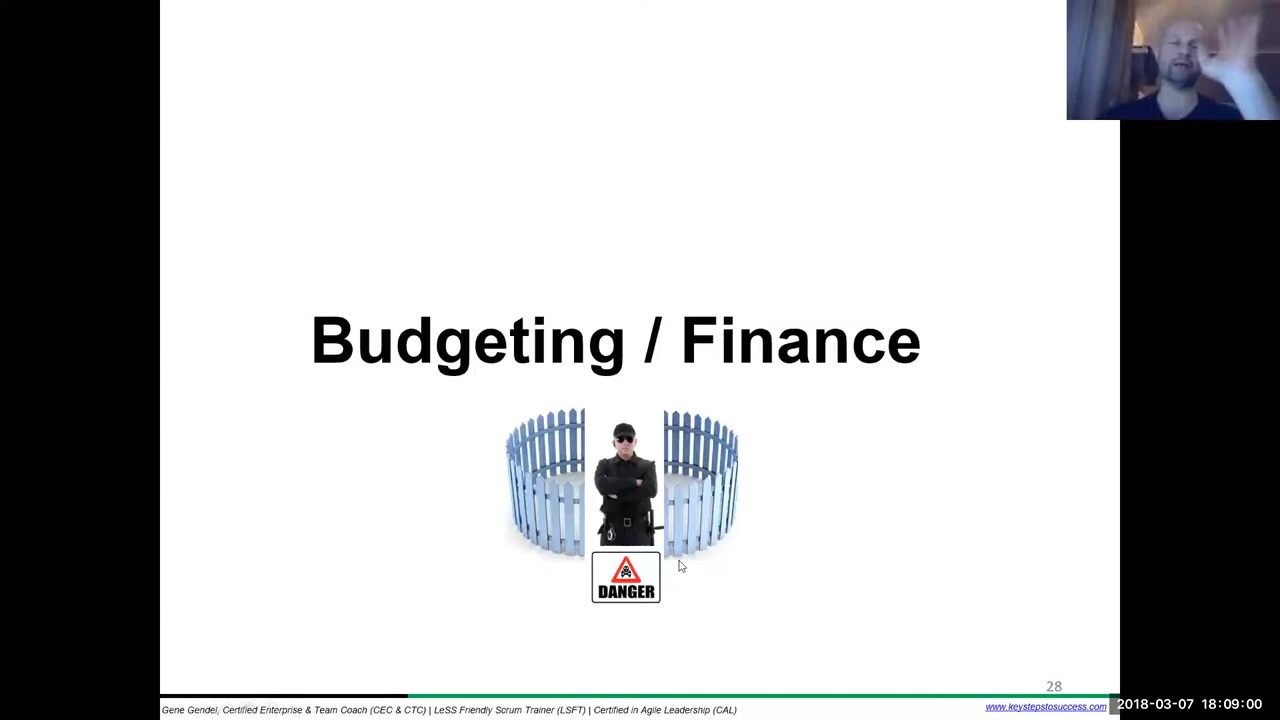 Budgeting / Finance
DANGER
28
Gene Gendel, Certified Enterprise & Team Coach (CEC & CTC) | LeSS Friendly Scrum Trainer (LSFT) | Certified in Agile Leadership (CAL)
www.keystepstosuccess.com
2018-03-07 18:09:00